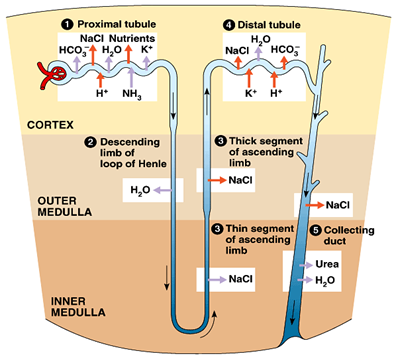 1 Proximal tubule
NaCl Nutrients
HCO3− H2O K+
H+ NH3
4 Distal tubule
H2O
NaCl HCO3−
K+ H+
CORTEX
2 Descending
limb of
loop of Henle
H2O
3 Thick segment
of ascending
limb
NaCl
NaCl
OUTER
MEDULLA
3 Thin segment
of ascending
limb
NaCl
5 Collecting
duct
Urea
H2O
INNER
MEDULLA